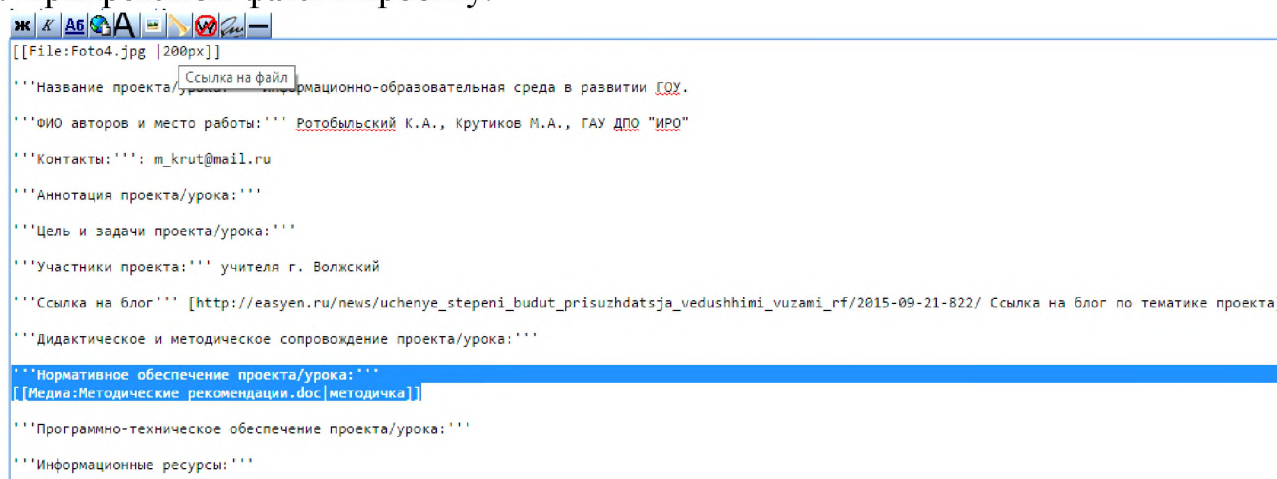 Ж К Аб A W
[[File:Foto4.jpg |200px]]
Ссылка на файл
'''Название проекта/ информационно-образовательная среда в развитии ГОУ.
'''ФИО авторов и место работы:''' Ротобыльский К.А., Крутиков М.А., ГАУ ДПО "ИРО"
'''Контакты:''': m_krut@mail.ru
'''Аннотация проекта/урока:'''
'''Цель и задачи проекта/урока:'''
'''Участники проекта:''' учителя г. Волжский
'''Ссылка на блог''' [http://easyen.ru/news/uchenye_stepeni_budut_prisuzhdatsja_vedushhimi_vuzami_rf/2015-09-21-822/ Ссылка на блог по тематике проекта
'''Дидактическое и методическое сопровождение проекта/урока:'''
'''Нормативное обеспечение проекта/урока:'''
[[Медиа:Методические рекомендации.doc|методичка]]
'''Программно-техническое обеспечение проекта/урока:'''
'''Информационные ресурсы:'''